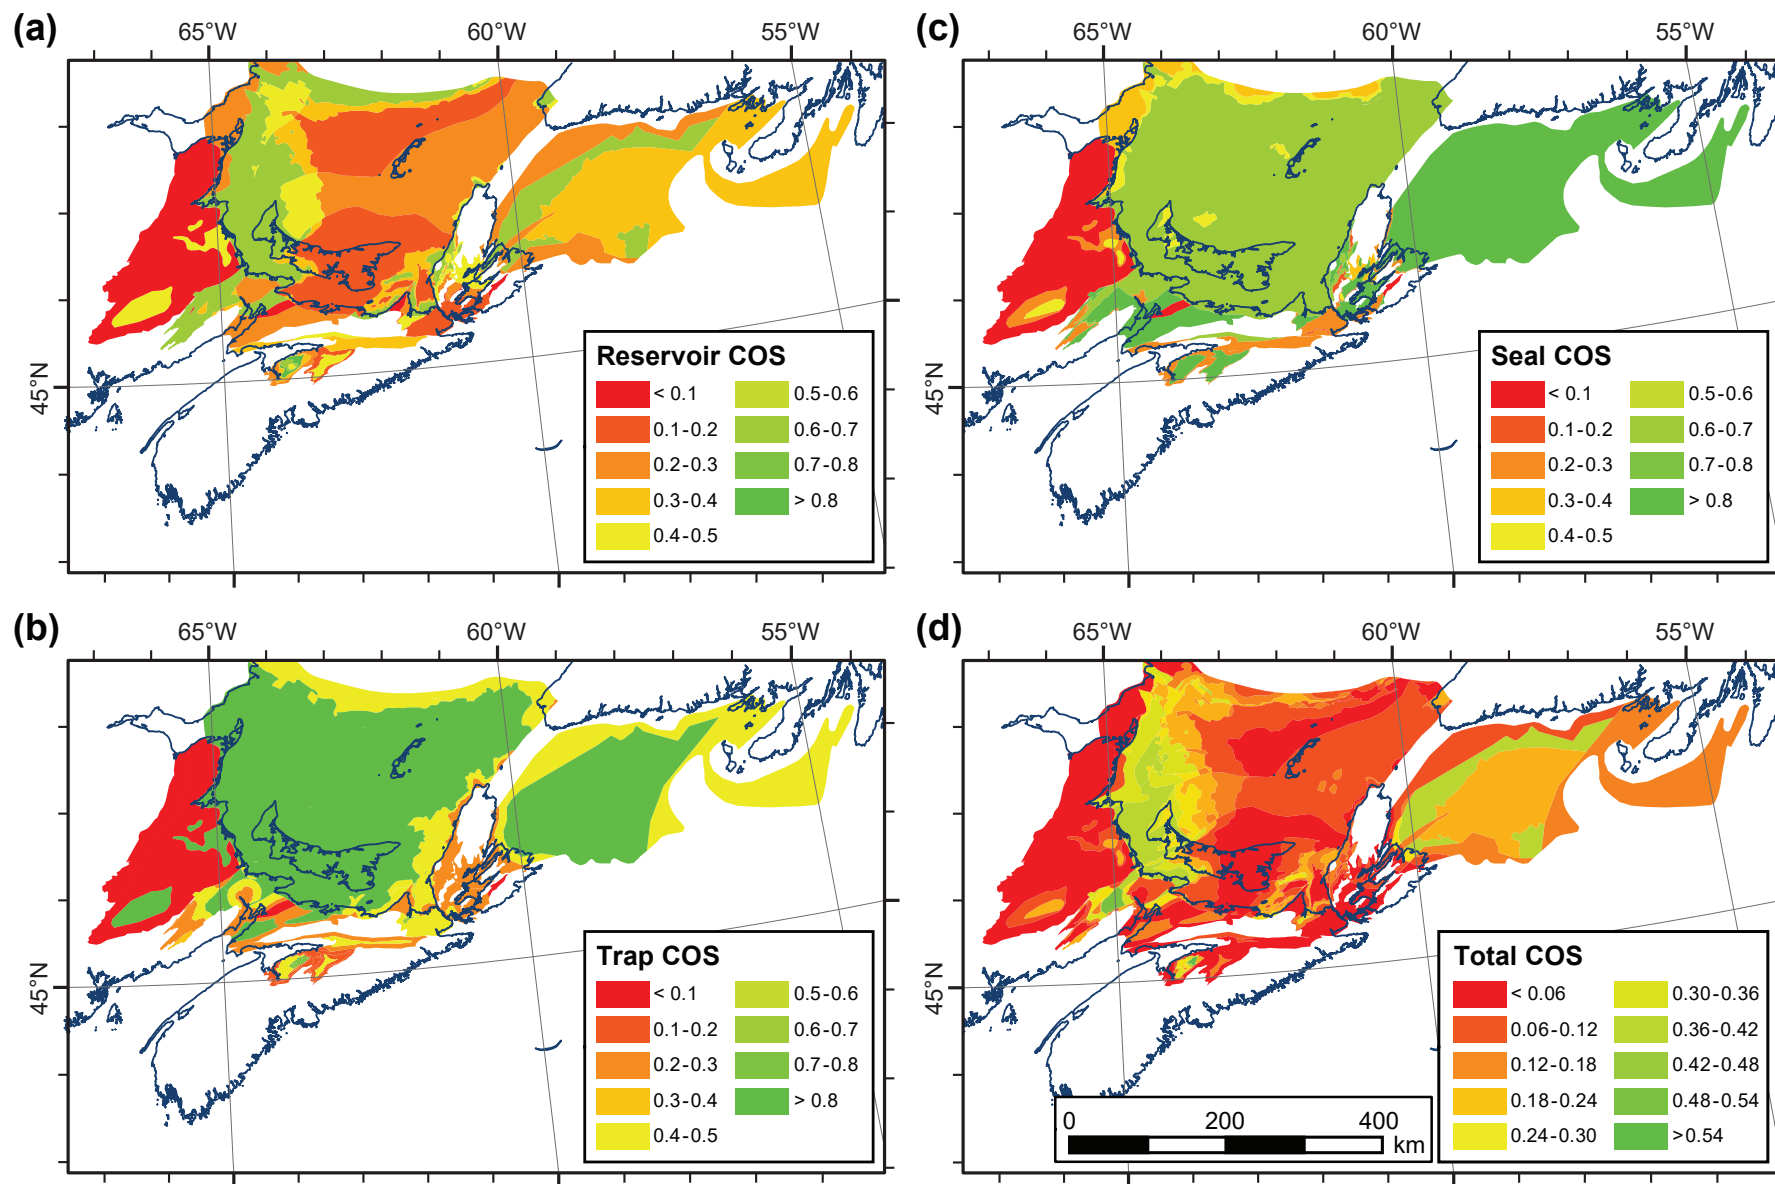 (a)
65°W
60°W
55°W
45°N
Reservoir COS
< 0.1
0.1-0.2
0.2-0.3
0.3-0.4
0.4-0.5
0.5-0.6
0.6-0.7
0.7-0.8
> 0.8
(c)
65°W
60°W
55°W
45°N
Seal COS
< 0.1
0.1-0.2
0.2-0.3
0.3-0.4
0.4-0.5
0.5-0.6
0.6-0.7
0.7-0.8
> 0.8
(b)
65°W
60°W
55°W
45°N
Trap COS
< 0.1
0.1-0.2
0.2-0.3
0.3-0.4
0.4-0.5
0.5-0.6
0.6-0.7
0.7-0.8
> 0.8
(d)
65°W
60°W
55°W
45°N
Total COS
< 0.06
0.06-0.12
0.12-0.18
0.18-0.24
0.24-0.30
0.30-0.36
0.36-0.42
0.42-0.48
0.48-0.54
>0.54
0 200 400
km